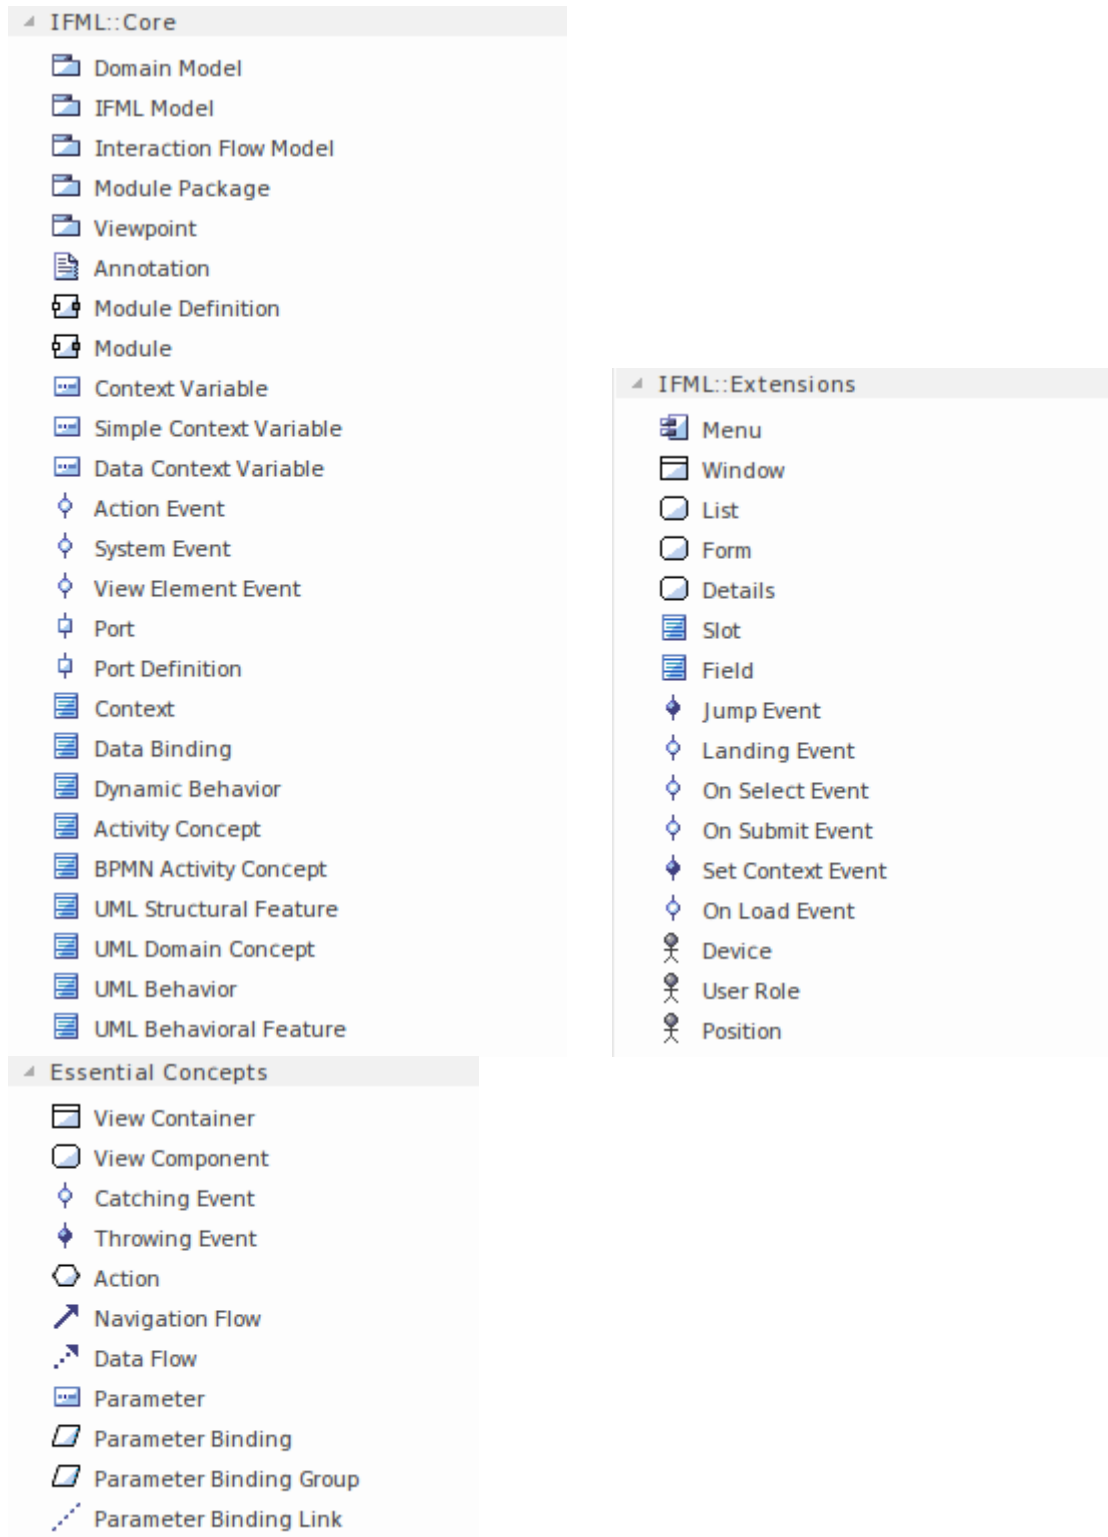 IFML::Core
Domain Model
IFML Model
Interaction Flow Model
Module Package
Viewpoint
Annotation
Module Definition
Module
Context Variable
Simple Context Variable
Data Context Variable
Action Event
System Event
View Element Event
Port
Port Definition
Context
Data Binding
Dynamic Behavior
Activity Concept
BPMN Activity Concept
UML Structural Feature
UML Domain Concept
UML Behavior
UML Behavioral Feature
IFML::Extensions
Menu
Window
List
Form
Details
Slot
Field
Jump Event
Landing Event
On Select Event
On Submit Event
Set Context Event
On Load Event
Device
User Role
Position
Essential Concepts
View Container
View Component
Catching Event
Throwing Event
Action
Navigation Flow
Data Flow
Parameter
Parameter Binding
Parameter Binding Group
Parameter Binding Link